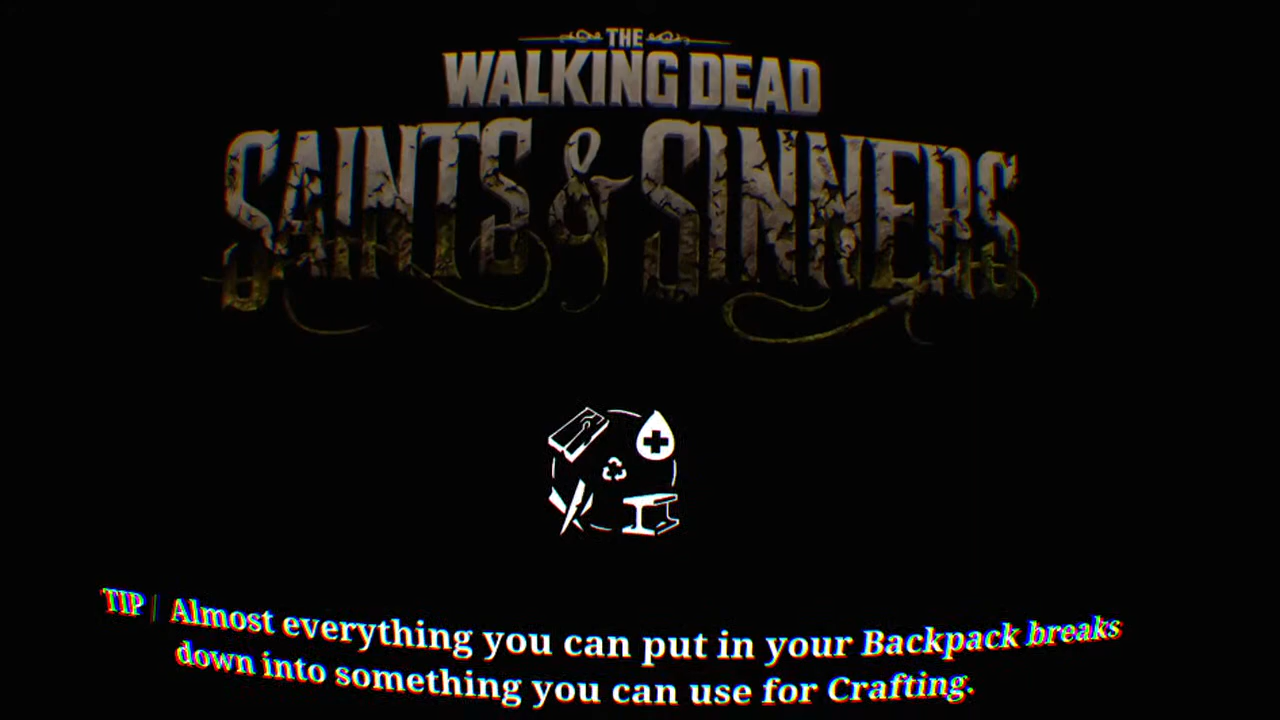 THE
WALKING DEAD
SAINTS & SINNERS
TIP | Almost everything you can put in your Backpack breaks
down into something you can use for Crafting.